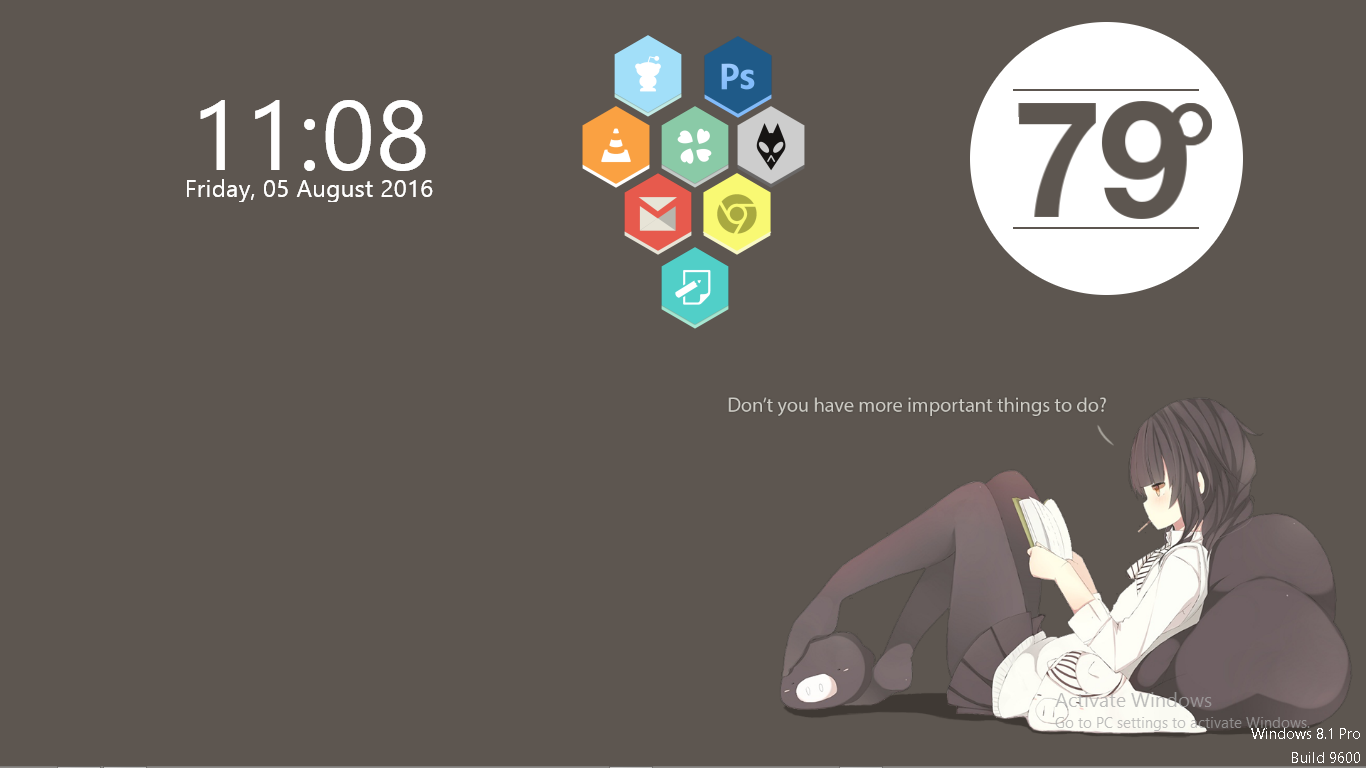 11:08
Friday, 05 August 2016
Ps
79°
Don't you have more important things to do?
Activate Windows
Go to PC settings to activate Windows.
Windows 8.1 Pro
Build 9600